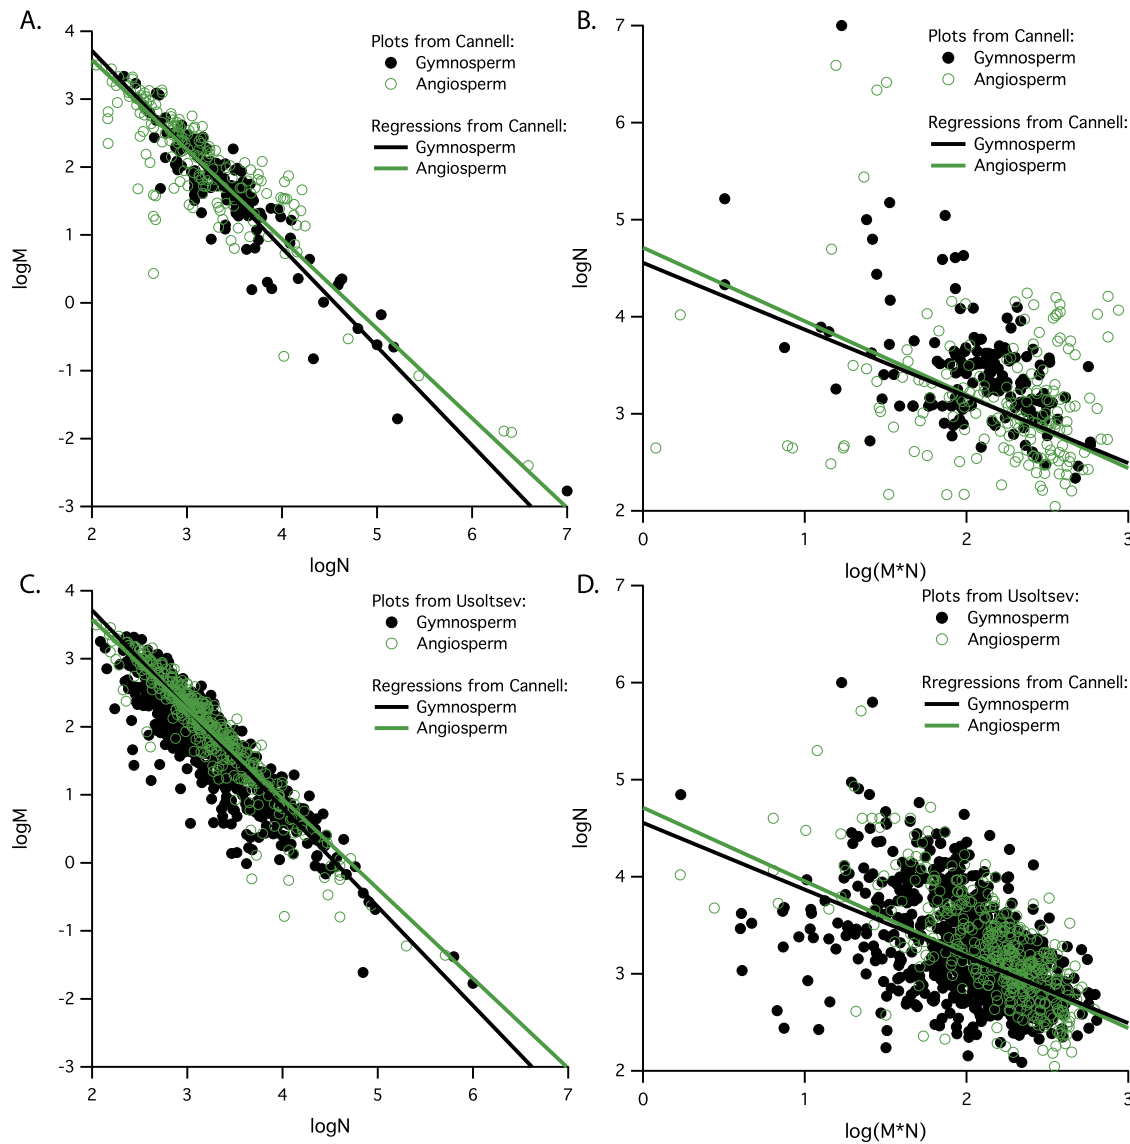 A.
Plots from Cannell:
Gymnosperm
Angiosperm
Regressions from Cannell:
Gymnosperm
Angiosperm
4
3
2
1
0
-1
-2
-3
logM
2 3 4 5 6 7
logN
B.
Plots from Cannell:
Gymnosperm
Angiosperm
Regressions from Cannell:
Gymnosperm
Angiosperm
7
6
5
4
3
2
logN
0 1 2 3
log(M*N)
C.
Plots from Usoltsev:
Gymnosperm
Angiosperm
Regressions from Cannell:
Gymnosperm
Angiosperm
4
3
2
1
0
-1
-2
-3
logM
2 3 4 5 6 7
logN
D.
Plots from Usoltsev:
Gymnosperm
Angiosperm
Rregressions from Cannell:
Gymnosperm
Angiosperm
7
6
5
4
3
2
logN
0 1 2 3
log(M*N)